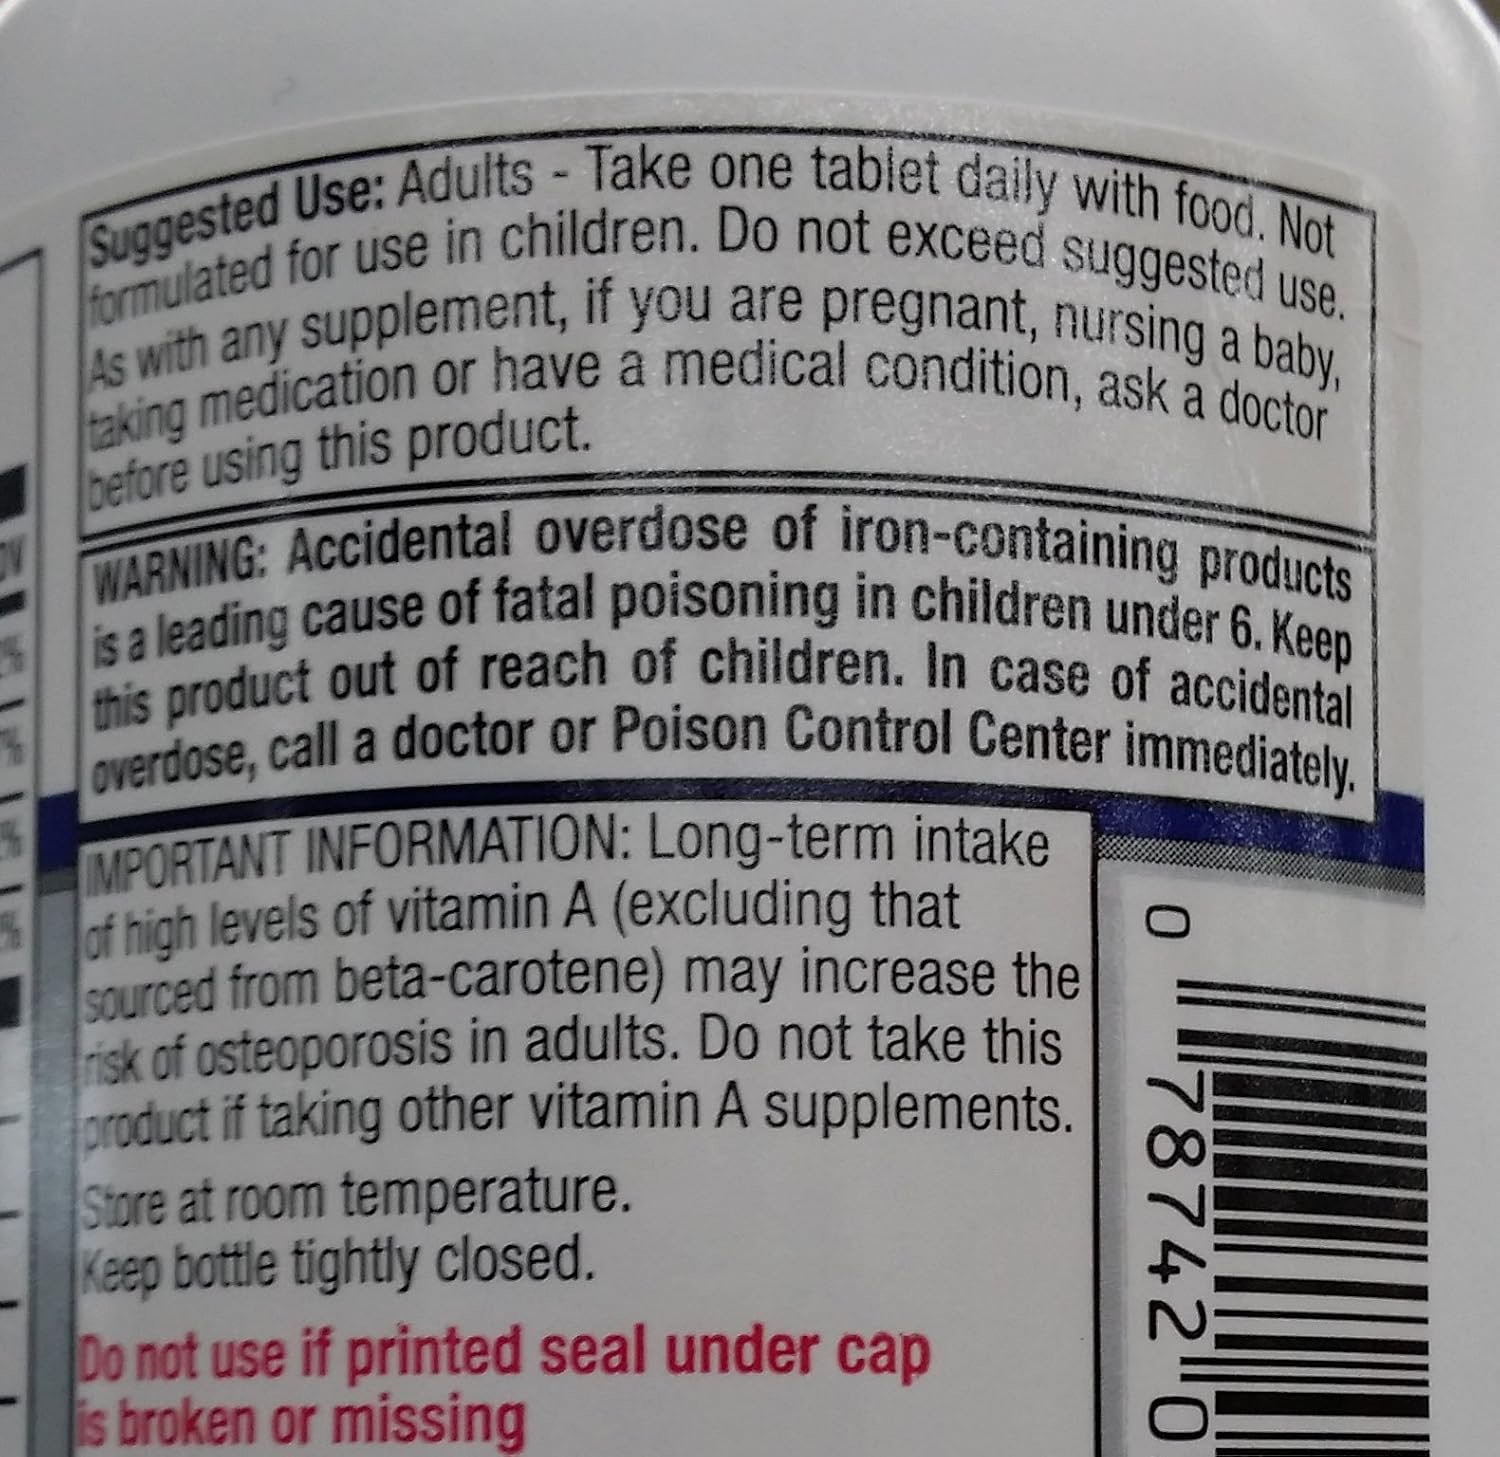 Suggested Use: Adults - Take one tablet daily with food. Not
formulated for use in children. Do not exceed suggested use.
As with any supplement, if you are pregnant, nursing a baby,
taking medication or have a medical condition, ask a doctor
before using this product.
WARNING: Accidental overdose of iron-containing products
is a leading cause of fatal poisoning in children under 6. Keep
this product out of reach of children. In case of accidental
overdose, call a doctor or Poison Control Center immediately.
IMPORTANT INFORMATION: Long-term intake
of high levels of vitamin A (excluding that
sourced from beta-carotene) may increase the
risk of osteoporosis in adults. Do not take this
product if taking other vitamin A supplements.
Store at room temperature.
Keep bottle tightly closed.
Do not use if printed seal under cap
is broken or missing
0 78742 0